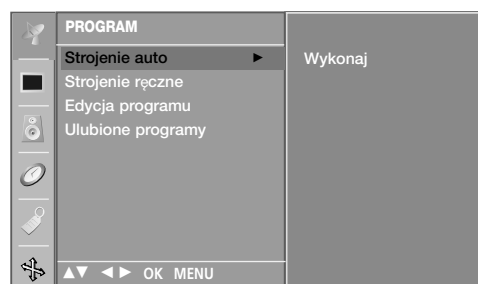 PROGRAM
Strojenie auto ►
Wykonaj
Strojenie ręczne
Edycja programu
Ulubione programy
▲▼ ◄► OK MENU